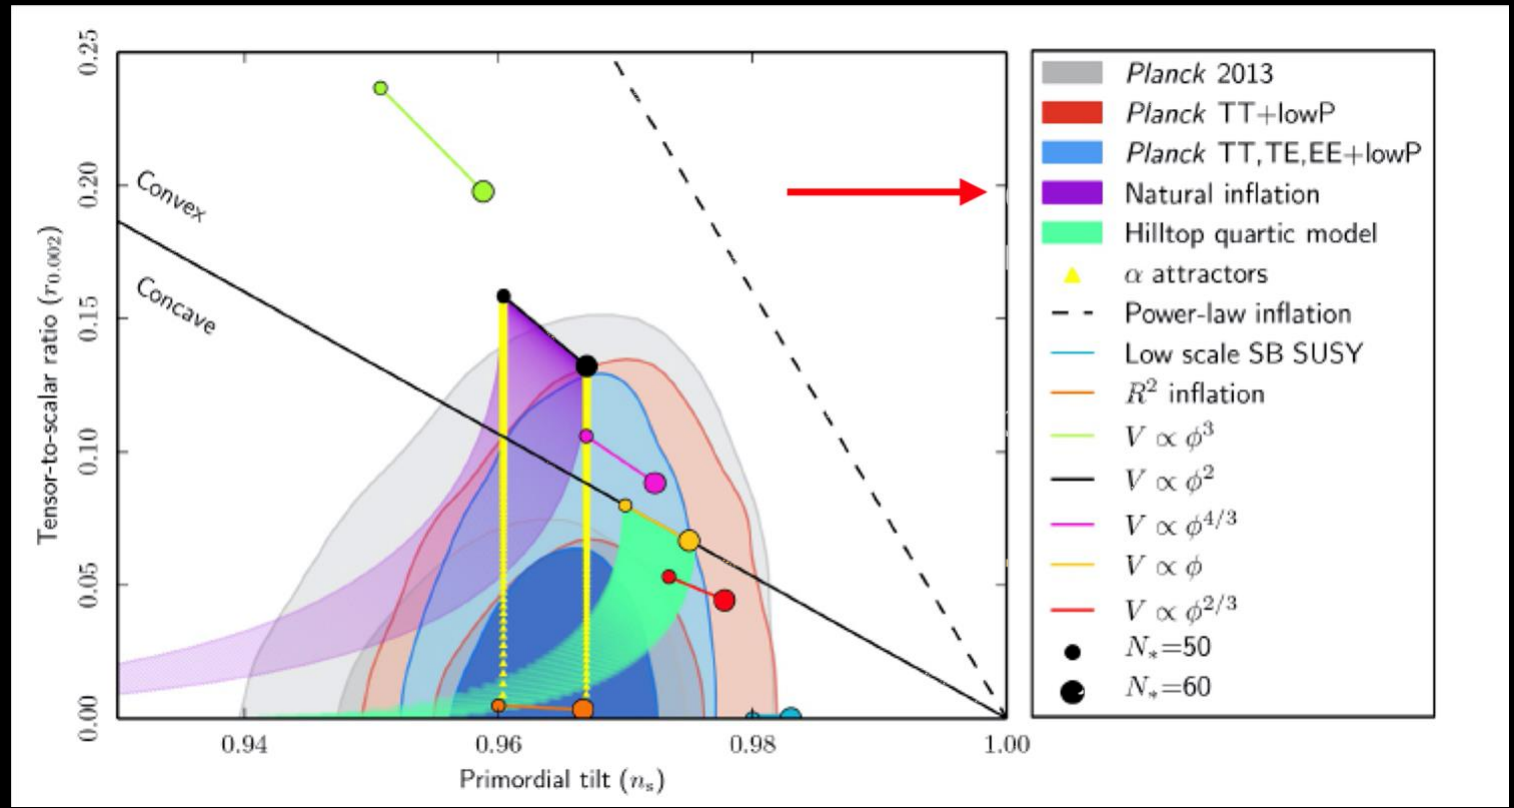 0.25
0.20
0.15
0.10
0.05
0.00
Tensor-to-scalar ratio (r₀.₀₀₂)
Convex
Concave
0.94
0.96
0.98
1.00
Primordial tilt (nₛ)
Planck 2013
Planck TT+lowP
Planck TT,TE,EE+lowP
Natural inflation
Hilltop quartic model
α attractors
Power-law inflation
Low scale SB SUSY
R² inflation
V ∝ ϕ³
V ∝ ϕ²
V ∝ ϕ^{4/3}
V ∝ ϕ
V ∝ ϕ^{2/3}
N∗=50
N∗=60